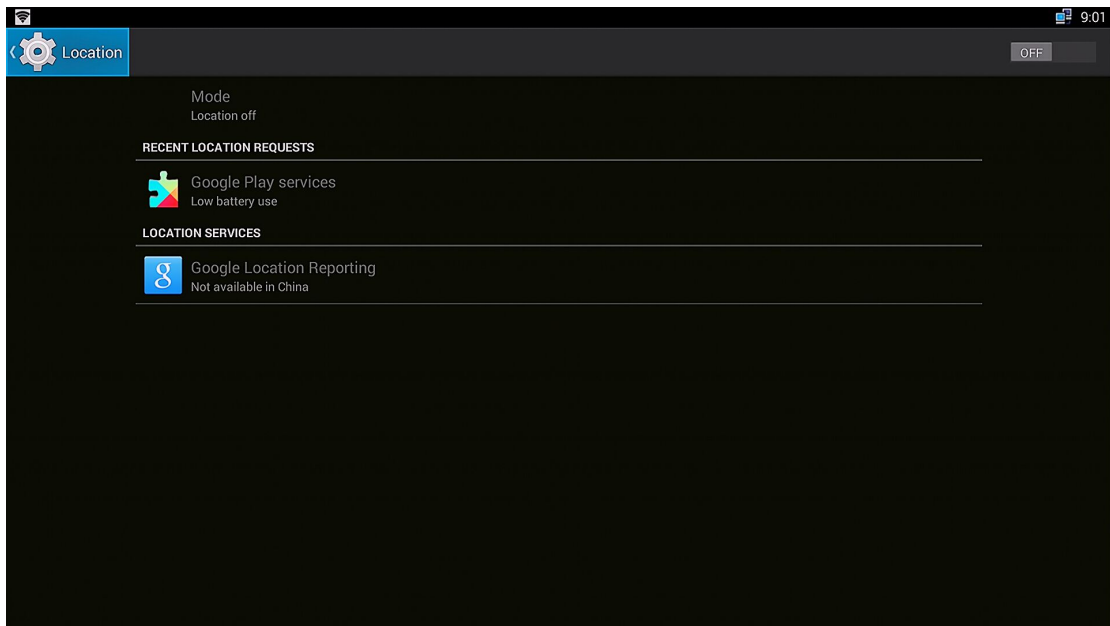 9:01
Location
OFF
Mode
Location off
RECENT LOCATION REQUESTS
Google Play services
Low battery use
LOCATION SERVICES
g
Google Location Reporting
Not available in China